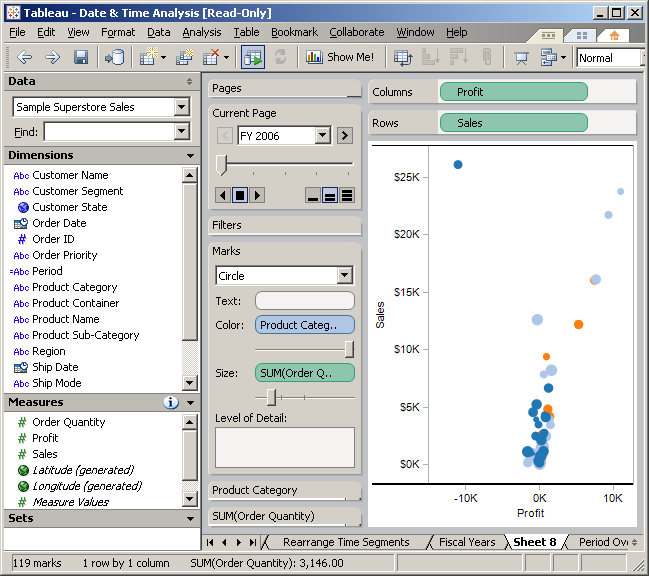 Tableau - Date & Time Analysis [Read-Only]
File Edit View Format Data Analysis Table Bookmark Collaborate Window Help
Show Me! Normal
Data
Sample Superstore Sales
Find:
Dimensions
Abc Customer Name
Abc Customer Segment
Customer State
Order Date
# Order ID
Abc Order Priority
=Abc Period
Abc Product Category
Abc Product Container
Abc Product Name
Abc Product Sub-Category
Abc Region
Ship Date
Abc Ship Mode
Measures
# Order Quantity
# Profit
# Sales
Latitude (generated)
Longitude (generated)
# Measure Values
Sets
Pages
Current Page
FY 2006
Filters
Marks
Circle
Text:
Color: Product Categ..
Size: SUM(Order Q..
Level of Detail:
Product Category
SUM(Order Quantity)
Columns Profit
Rows Sales
$25K
$20K
$15K
$10K
$5K
$0K
Sales
-10K 0K 10K
Profit
Rearrange Time Segments Fiscal Years Sheet 8 Period Ov
119 marks 1 row by 1 column SUM(Order Quantity): 3,146.00